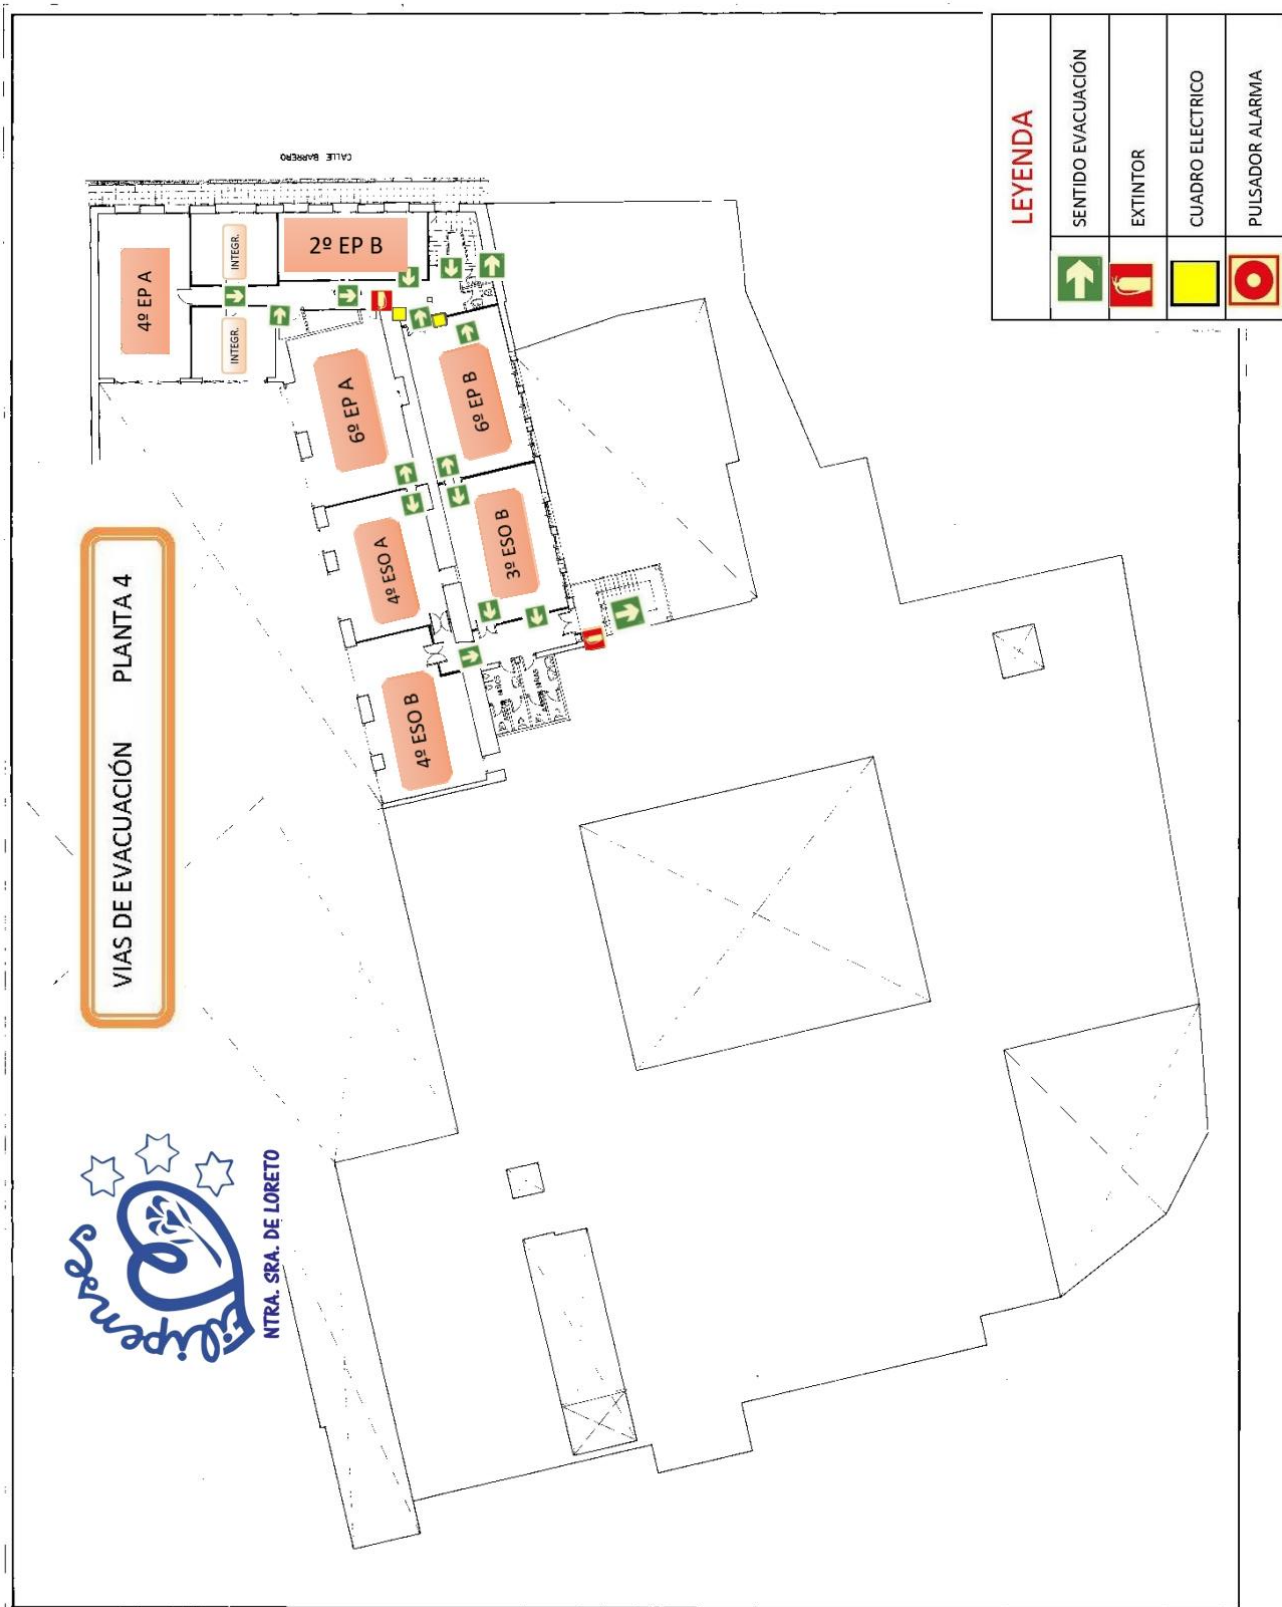 VIAS DE EVACUACIÓN PLANTA 4
Filipense
NTRA. SRA. DE LORETO
CALLE BARRERO
4º EP A
INTEGR.
INTEGR.
2º EP B
6º EP A
6º EP B
4º ESO A
3º ESO B
4º ESO B
LEYENDA
SENTIDO EVACUACIÓN
EXTINTOR
CUADRO ELECTRICO
PULSADOR ALARMA